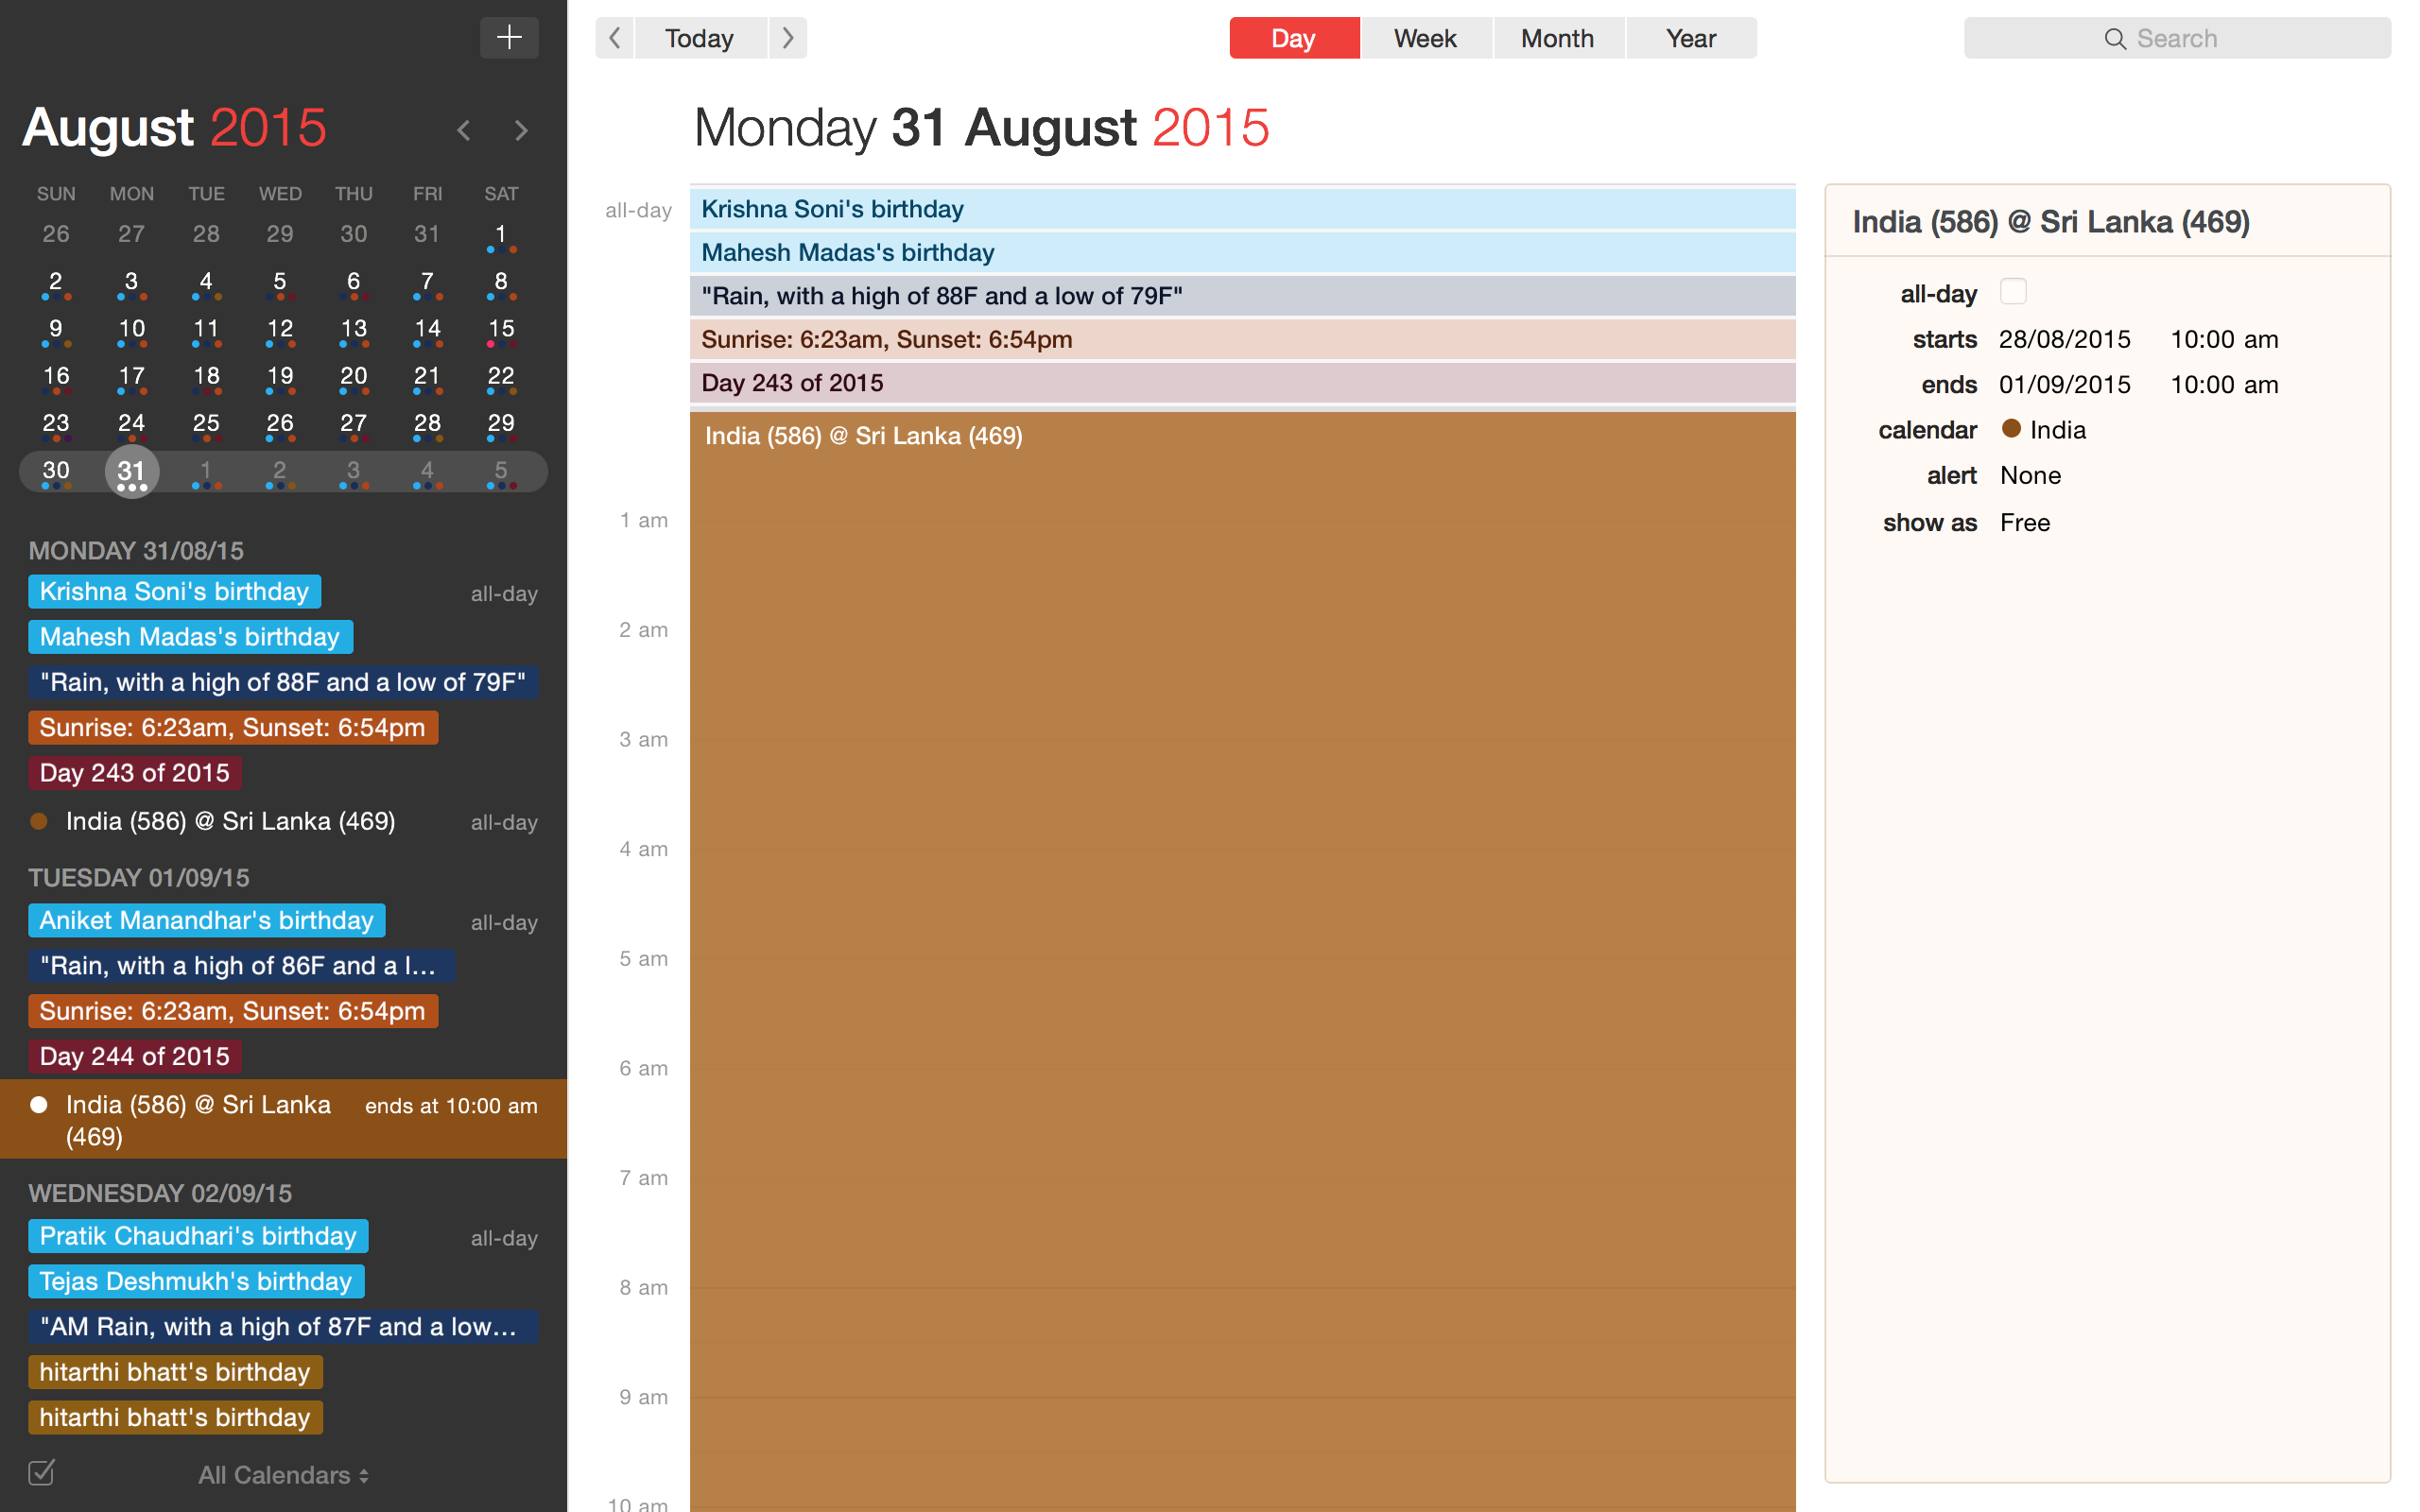 August 2015
SUN MON TUE WED THU FRI SAT
26 27 28 29 30 31 1
2 3 4 5 6 7 8
9 10 11 12 13 14 15
16 17 18 19 20 21 22
23 24 25 26 27 28 29
30 31 1 2 3 4 5
MONDAY 31/08/15
Krishna Soni's birthday all-day
Mahesh Madas's birthday
"Rain, with a high of 88F and a low of 79F"
Sunrise: 6:23am, Sunset: 6:54pm
Day 243 of 2015
India (586) @ Sri Lanka (469) all-day
TUESDAY 01/09/15
Aniket Manandhar's birthday all-day
"Rain, with a high of 86F and a l...
Sunrise: 6:23am, Sunset: 6:54pm
Day 244 of 2015
India (586) @ Sri Lanka ends at 10:00 am
(469)
WEDNESDAY 02/09/15
Pratik Chaudhari's birthday all-day
Tejas Deshmukh's birthday
"AM Rain, with a high of 87F and a low...
hitarthi bhatt's birthday
hitarthi bhatt's birthday
All Calendars
Today
Day Week Month Year
Search
Monday 31 August 2015
all-day Krishna Soni's birthday
Mahesh Madas's birthday
"Rain, with a high of 88F and a low of 79F"
Sunrise: 6:23am, Sunset: 6:54pm
Day 243 of 2015
India (586) @ Sri Lanka (469)
1 am
2 am
3 am
4 am
5 am
6 am
7 am
8 am
9 am
10 am
India (586) @ Sri Lanka (469)
all-day
starts 28/08/2015 10:00 am
ends 01/09/2015 10:00 am
calendar India
alert None
show as Free